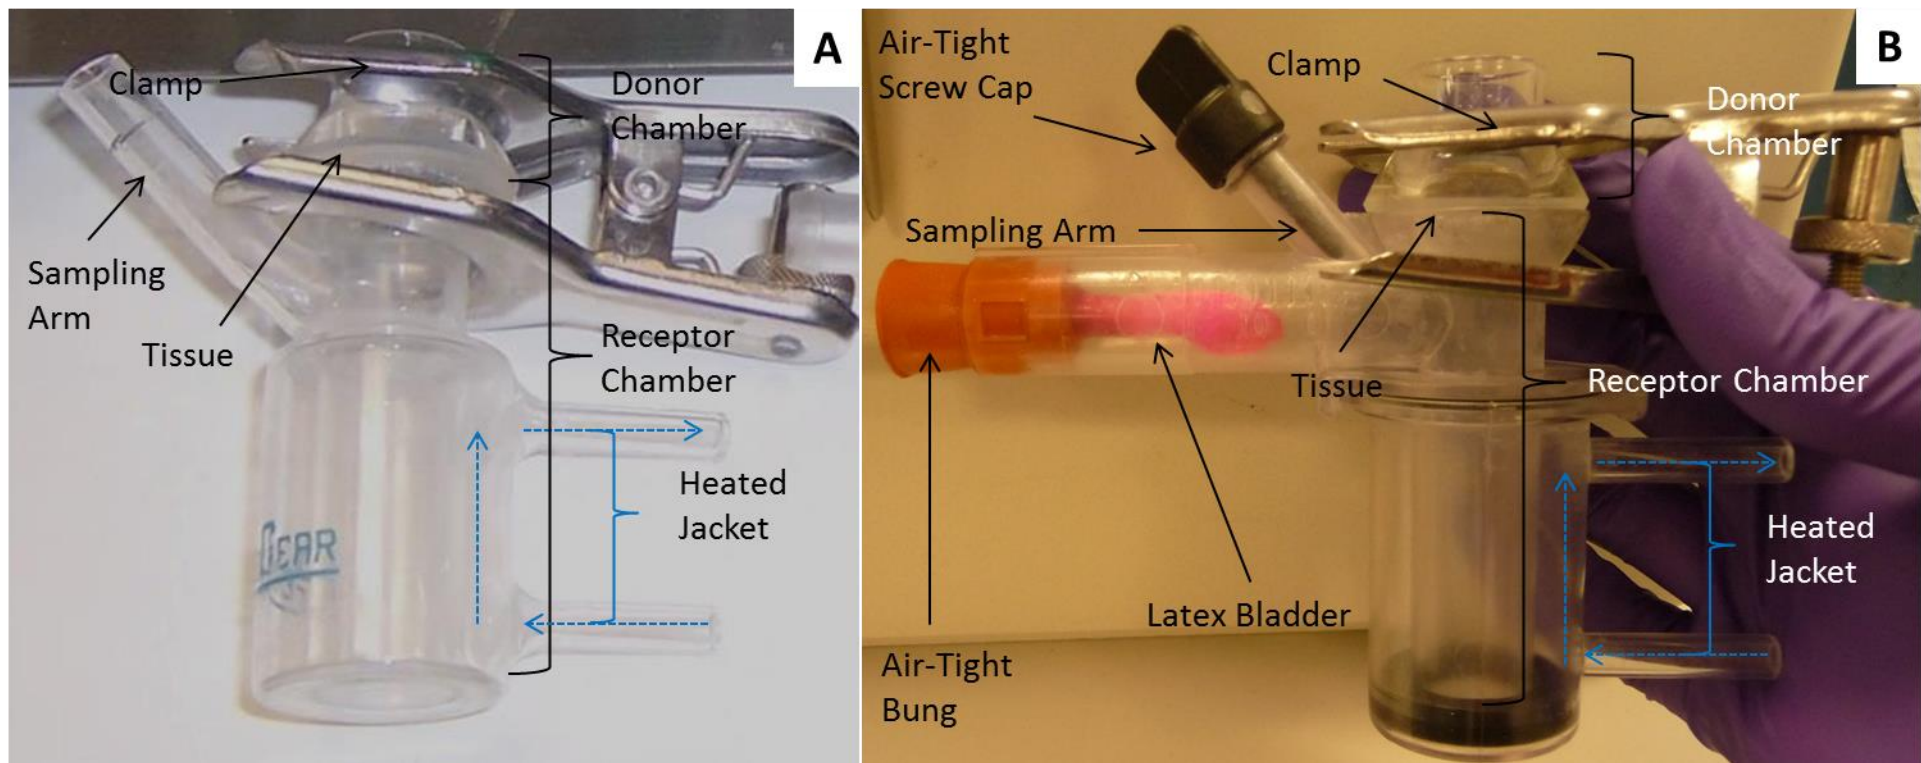 A
Clamp
Donor
Chamber
Sampling
Arm
Tissue
Receptor
Chamber
Heated
Jacket
GEAR
B
Air-Tight
Screw Cap
Clamp
Donor
Chamber
Sampling Arm
Tissue
Receptor Chamber
Heated
Jacket
Latex Bladder
Air-Tight
Bung